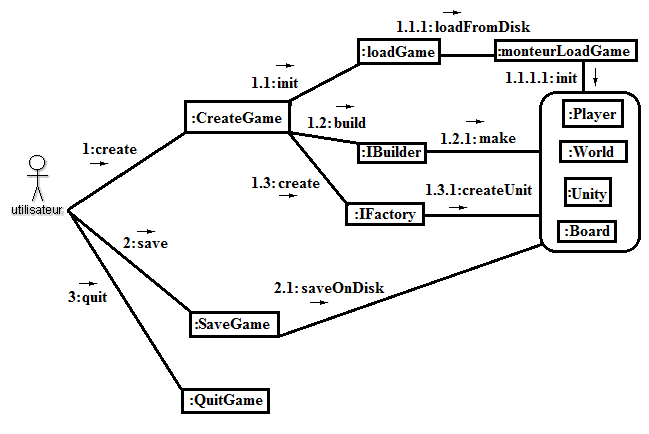 1.1.1:loadFromDisk
:loadGame
:monteurLoadGame
1.1:init
1.1.1.1:init
:CreateGame
:Player
1.2:build
1.2.1:make
1:create
:IBuilder
:World
1.3:create
1.3.1:createUnit
:Unity
utilisateur
:IFactory
:Board
2:save
2.1:saveOnDisk
3:quit
:SaveGame
:QuitGame